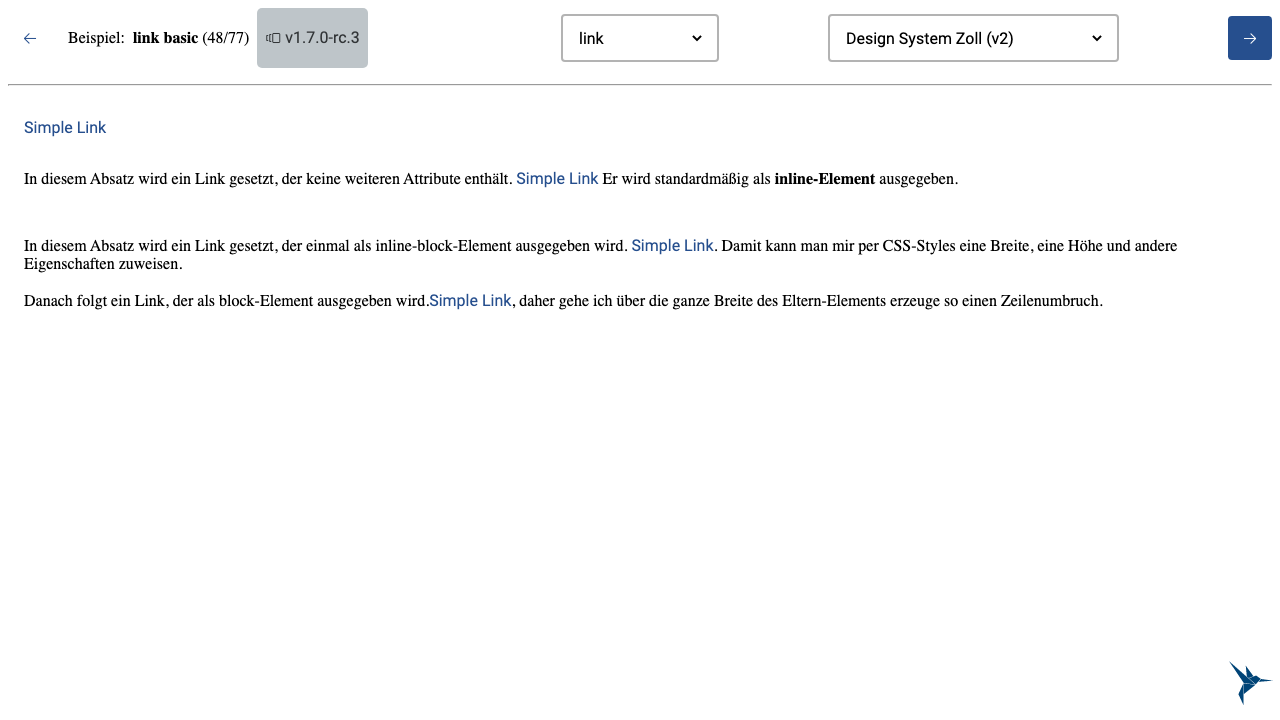 Beispiel: link basic (48/77) v1.7.0-rc.3 link Design System Zoll (v2)
Simple Link
In diesem Absatz wird ein Link gesetzt, der keine weiteren Attribute enthält. Simple Link Er wird standardmäßig als inline-Element ausgegeben.
In diesem Absatz wird ein Link gesetzt, der einmal als inline-block-Element ausgegeben wird. Simple Link. Damit kann man mir per CSS-Styles eine Breite, eine Höhe und andere
Eigenschaften zuweisen.
Danach folgt ein Link, der als block-Element ausgegeben wird.Simple Link, daher gehe ich über die ganze Breite des Eltern-Elements erzeuge so einen Zeilenumbruch.